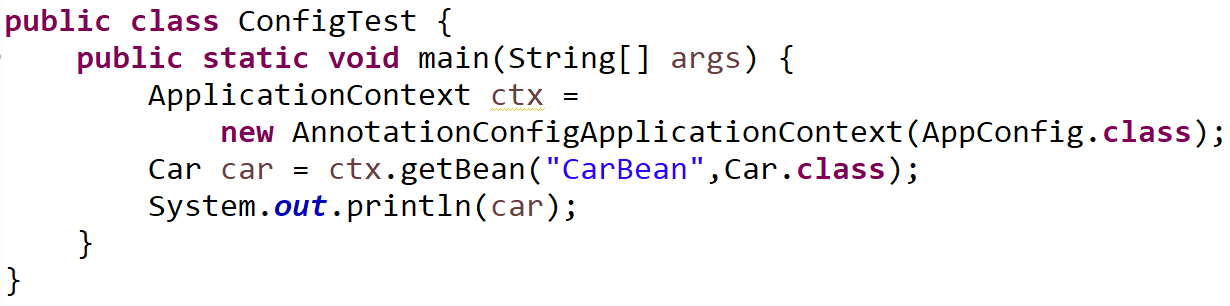 public class ConfigTest {
    public static void main(String[] args) {
        ApplicationContext ctx =
            new AnnotationConfigApplicationContext(AppConfig.class);
        Car car = ctx.getBean("CarBean",Car.class);
        System.out.println(car);
    }
}